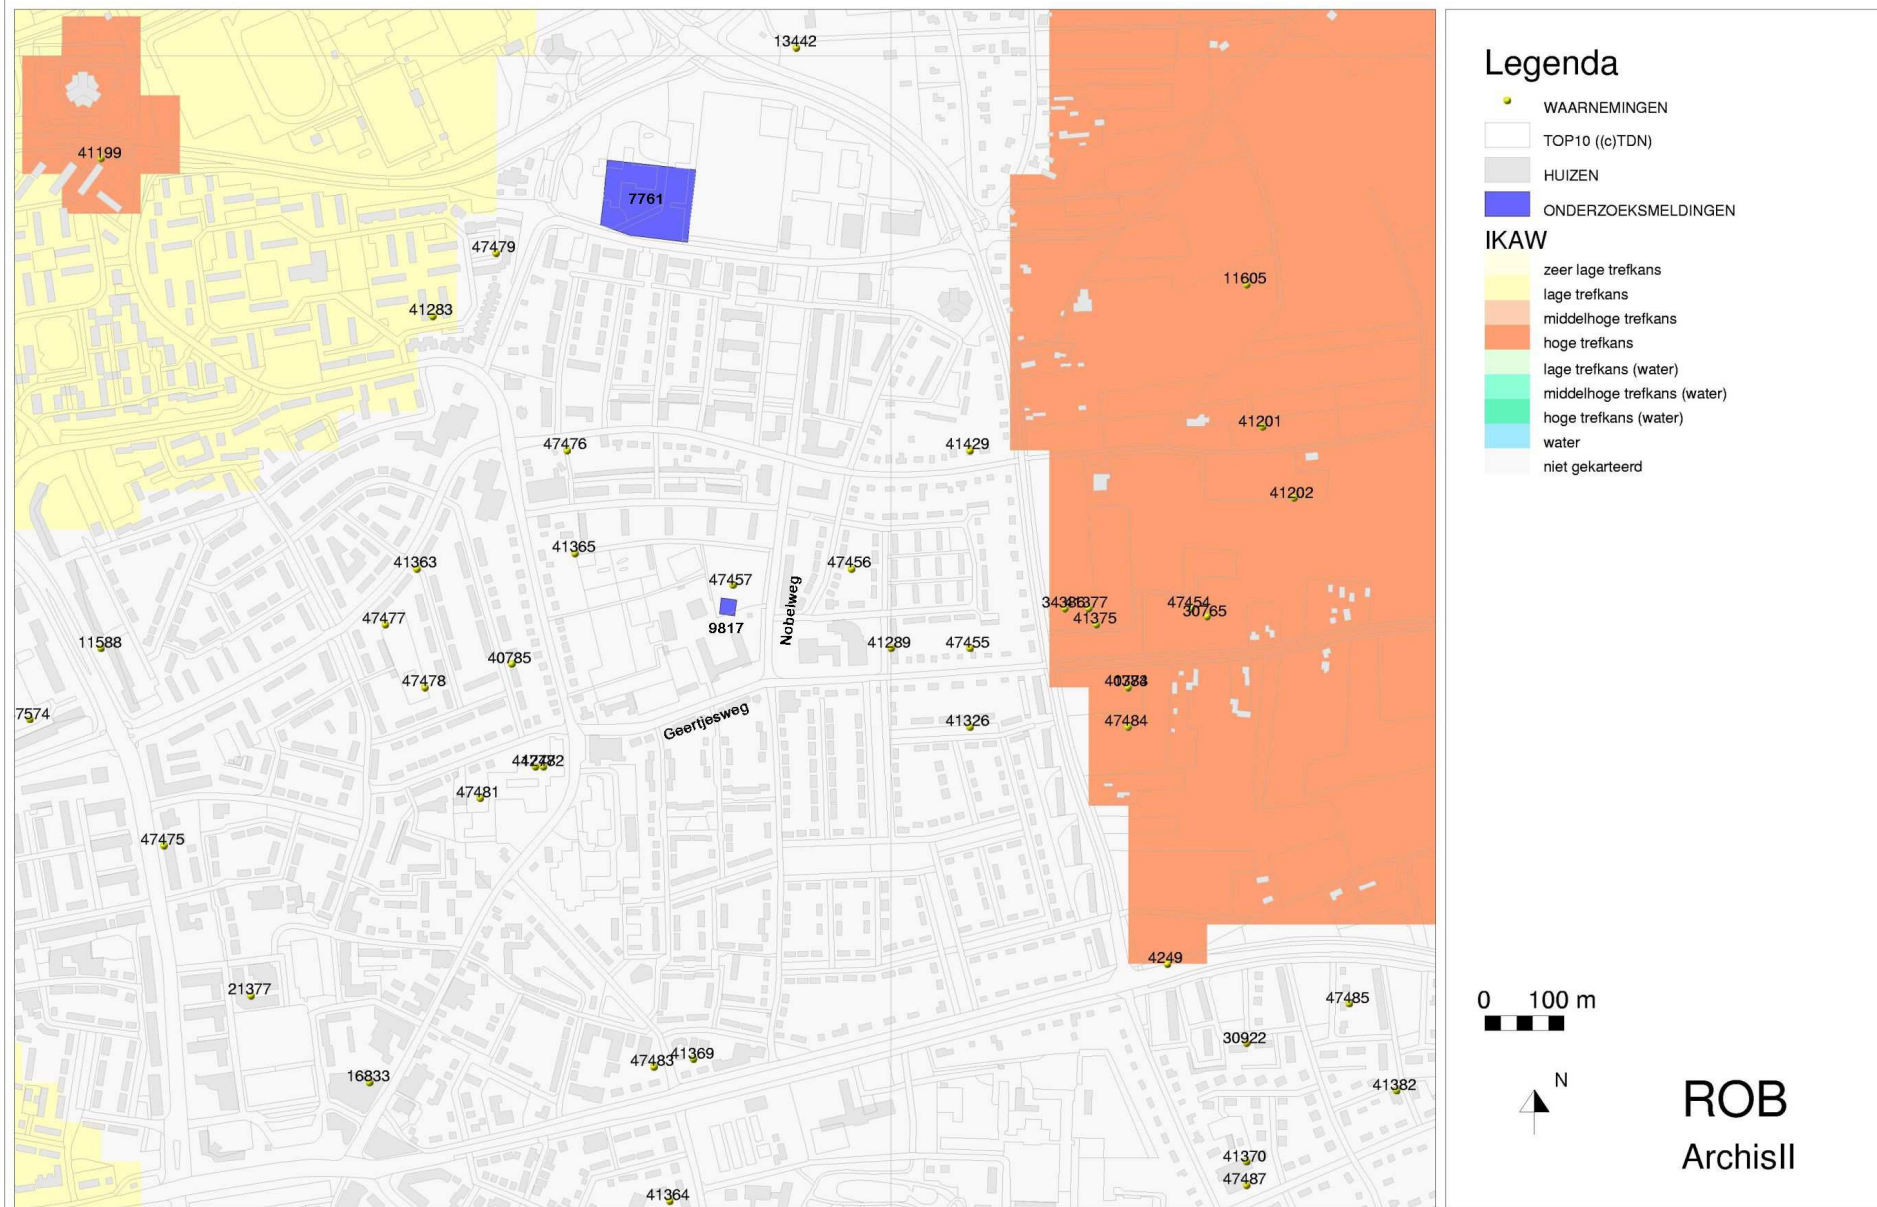 13442
41199
7761
47479
41283
11605
47476
41429
41201
41202
41365
41363
47457
47456
9817
Nobelweg
47477
41377
41375
47454
30765
11588
40785
41289
47455
47478
7574
Geertjesweg
41326
47484
47481
47475
4249
21377
47485
30922
47483
41369
16833
41382
41370
47487
41364
Legenda
WAARNEMINGEN
TOP10 ((c)TDN)
HUIZEN
ONDERZOEKSMELDINGEN
IKAW
zeer lage trefkans
lage trefkans
middelhoge trefkans
hoge trefkans
lage trefkans (water)
middelhoge trefkans (water)
hoge trefkans (water)
water
niet gekarteerd
0 100 m
N
ROB
ArchisII